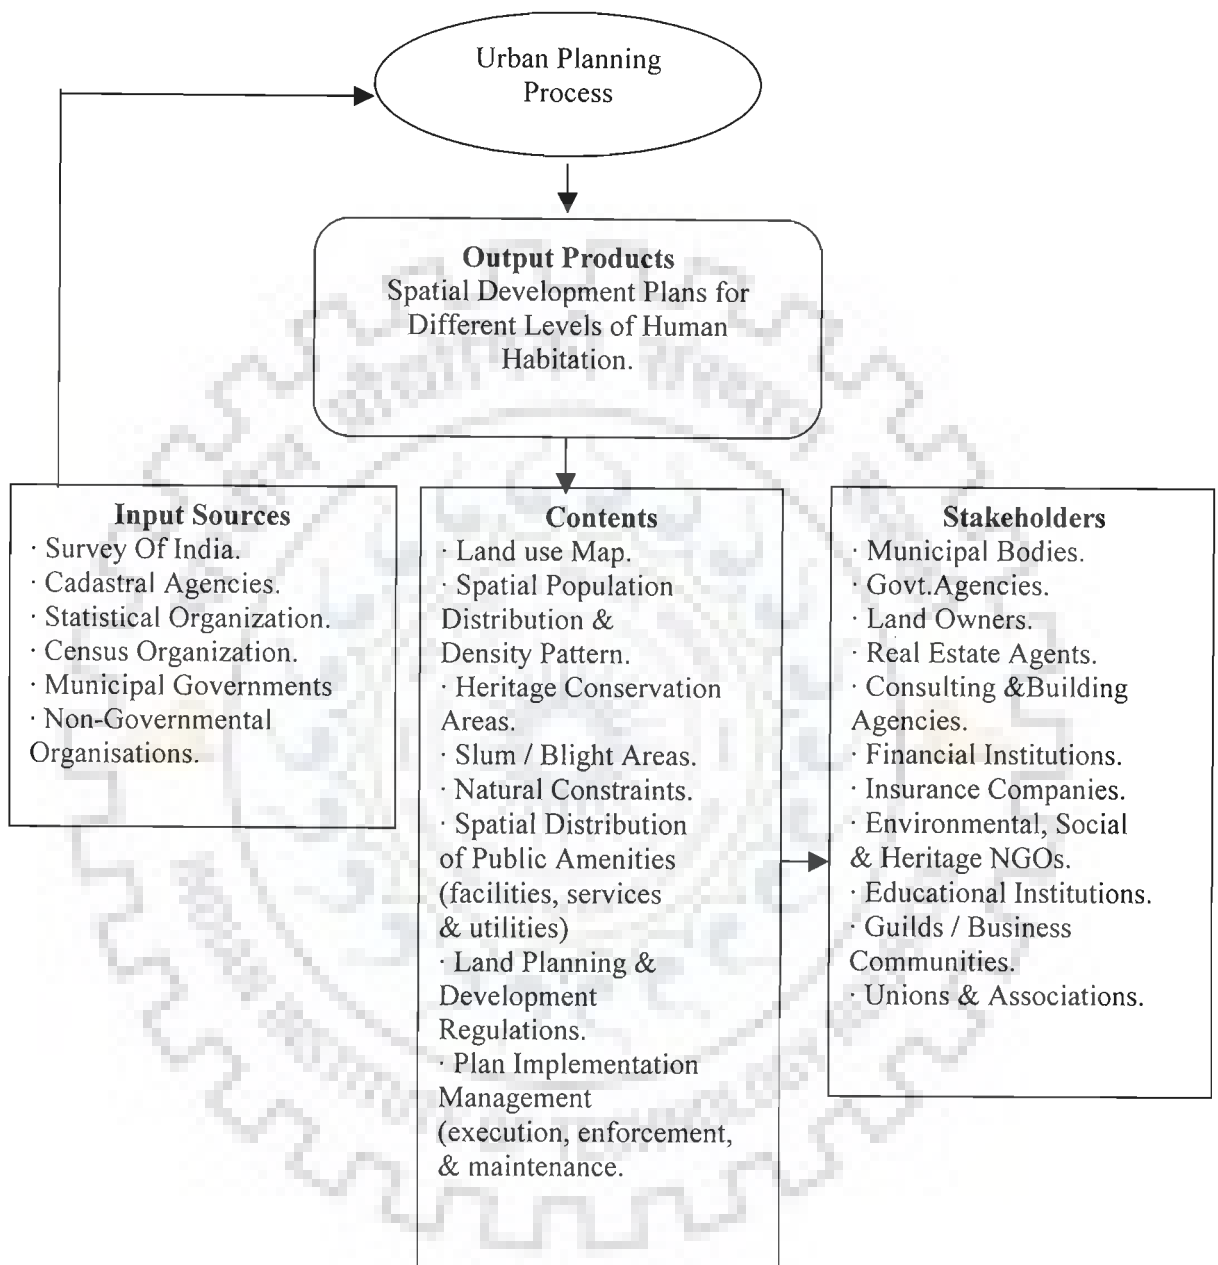 Urban Planning
Process
Output Products
Spatial Development Plans for
Different Levels of Human
Habitation.
Input Sources
· Survey Of India.
· Cadastral Agencies.
· Statistical Organization.
· Census Organization.
· Municipal Governments
· Non-Governmental
Organisations.
Contents
· Land use Map.
· Spatial Population
Distribution &
Density Pattern.
· Heritage Conservation
Areas.
· Slum / Blight Areas.
· Natural Constraints.
· Spatial Distribution
of Public Amenities
(facilities, services
& utilities)
· Land Planning &
Development
Regulations.
· Plan Implementation
Management
(execution, enforcement,
& maintenance.
Stakeholders
· Municipal Bodies.
· Govt.Agencies.
· Land Owners.
· Real Estate Agents.
· Consulting &Building
Agencies.
· Financial Institutions.
· Insurance Companies.
· Environmental, Social
& Heritage NGOs.
· Educational Institutions.
· Guilds / Business
Communities.
· Unions & Associations.